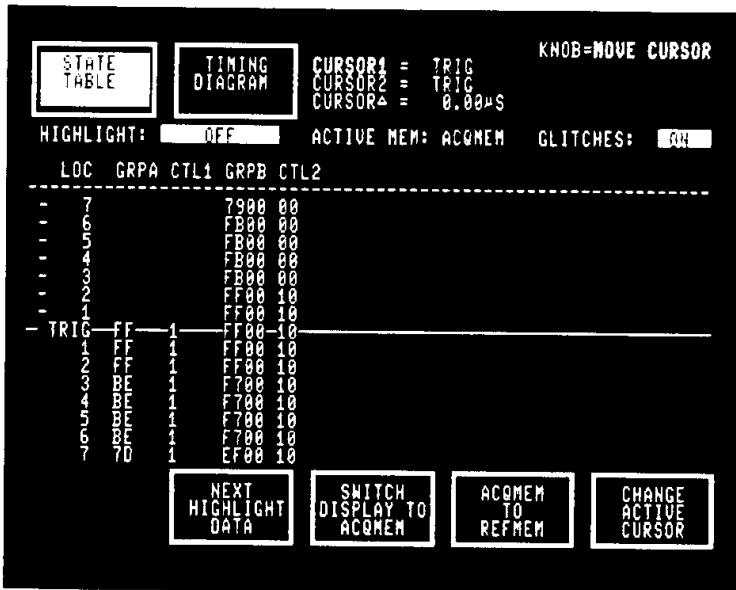 KNOB=MOVE CURSOR
STATE TABLE
TIMING DIAGRAM
CURSOR1 = TRIG
CURSOR2 = TRIG
CURSOR△ = 0.00µS
HIGHLIGHT: OFF ACTIVE MEM: ACQMEM GLITCHES: ON
LOC GRPA CTL1 GRPB CTL2
- 7 7900 00
- 6 FB00 00
- 5 FB00 00
- 4 FB00 00
- 3 FB00 00
- 2 FF00 10
- 1 FF00 10
- TRIG FF 1 FF00 10
1 FF 1 FF00 10
2 FF 1 FF00 10
3 BE 1 F700 10
4 BE 1 F700 10
5 BE 1 F700 10
6 BE 1 F700 10
7 7D 1 EF00 10
NEXT HIGHLIGHT DATA
SWITCH DISPLAY TO ACQMEM
ACQMEM TO REFMEM
CHANGE ACTIVE CURSOR